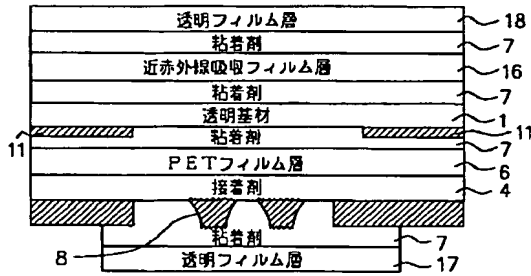 透明フィルム層 18
粘着剤 7
近赤外線吸収フィルム層 16
粘着剤 7
透明基材 1
11 11
粘着剤 7
PETフィルム層 6
接着剤 4
8
粘着剤 7
透明フィルム層 17